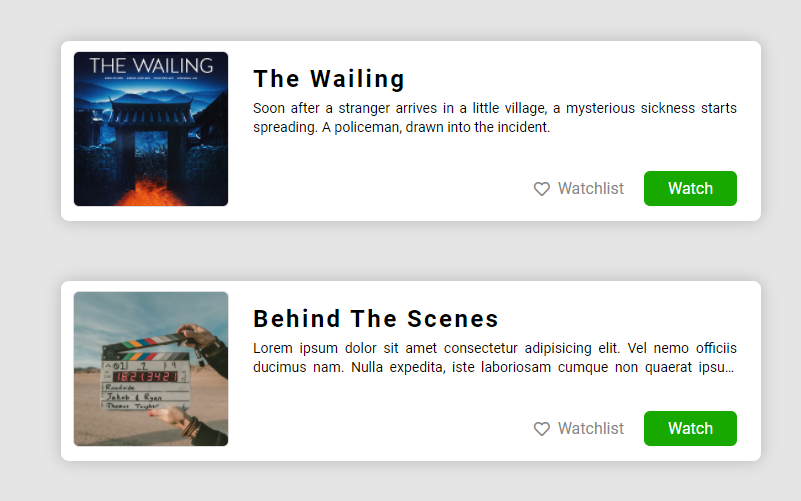 THE WAILING
The Wailing
Soon after a stranger arrives in a little village, a mysterious sickness starts
spreading. A policeman, drawn into the incident.
Watchlist
Watch
Behind The Scenes
Lorem ipsum dolor sit amet consectetur adipisicing elit. Vel nemo officiis
ducimus nam. Nulla expedita, iste laboriosam cumque non quaerat ipsu...
Roadside
Jakob & Ryan
Watchlist
Watch